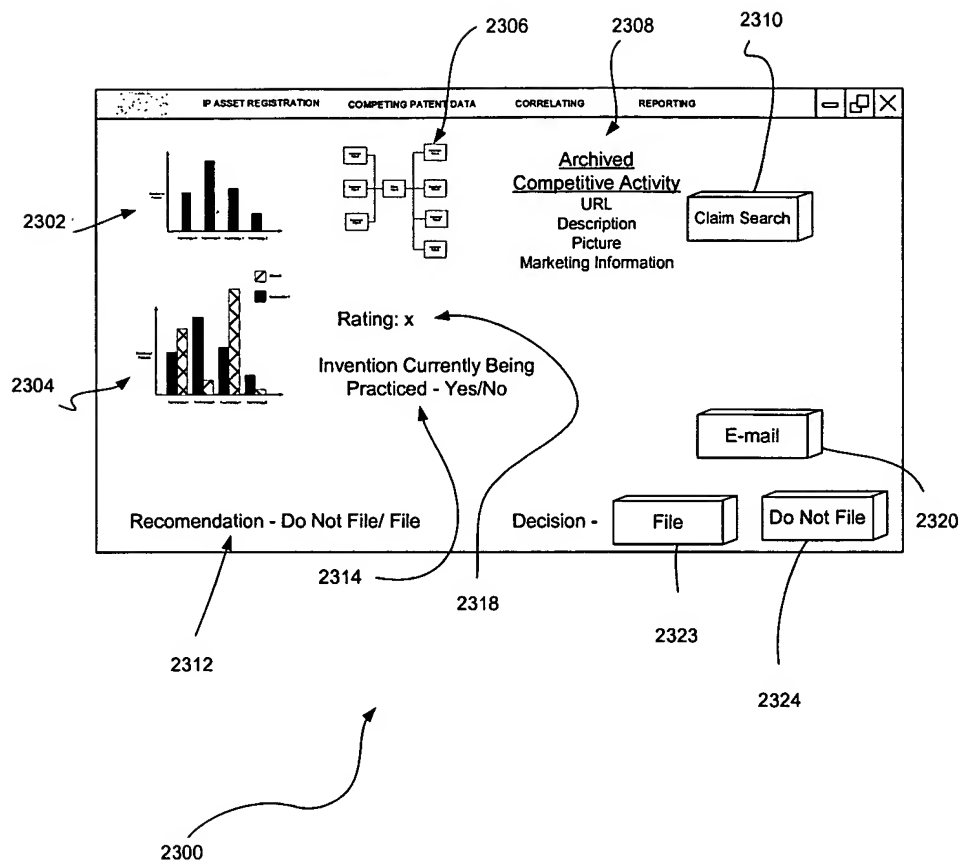 2306
2308
2310
IP ASSET REGISTRATION COMPETING PATENT DATA CORRELATING REPORTING
Archived
Competitive Activity
URL
Description
Picture
Marketing Information
Claim Search
2302
Rating: x
Invention Currently Being
Practiced - Yes/No
2304
E-mail
Recomendation - Do Not File/ File
Decision -
File
Do Not File
2320
2314
2318
2323
2312
2324
2300